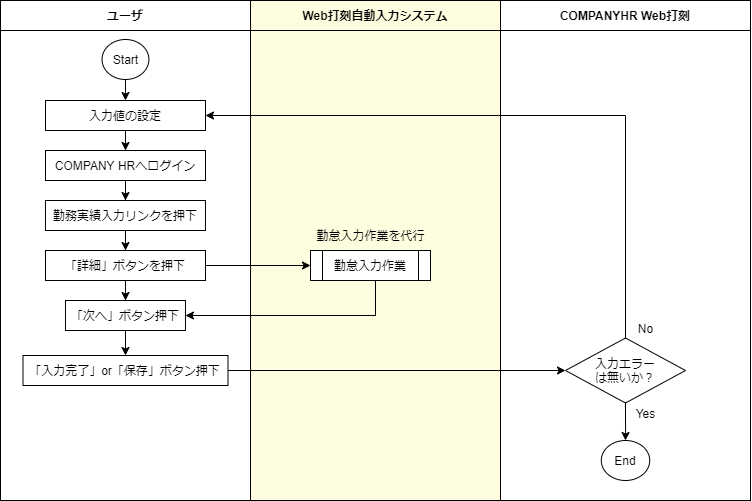 ユーザ
Web打刻自動入力システム
COMPANYHR Web打刻
Start
入力値の設定
COMPANY HRへログイン
勤務実績入力リンクを押下
勤怠入力作業を代行
「詳細」ボタンを押下
勤怠入力作業
「次へ」ボタン押下
No
「入力完了」or「保存」ボタン押下
入力エラー
は無いか？
Yes
End